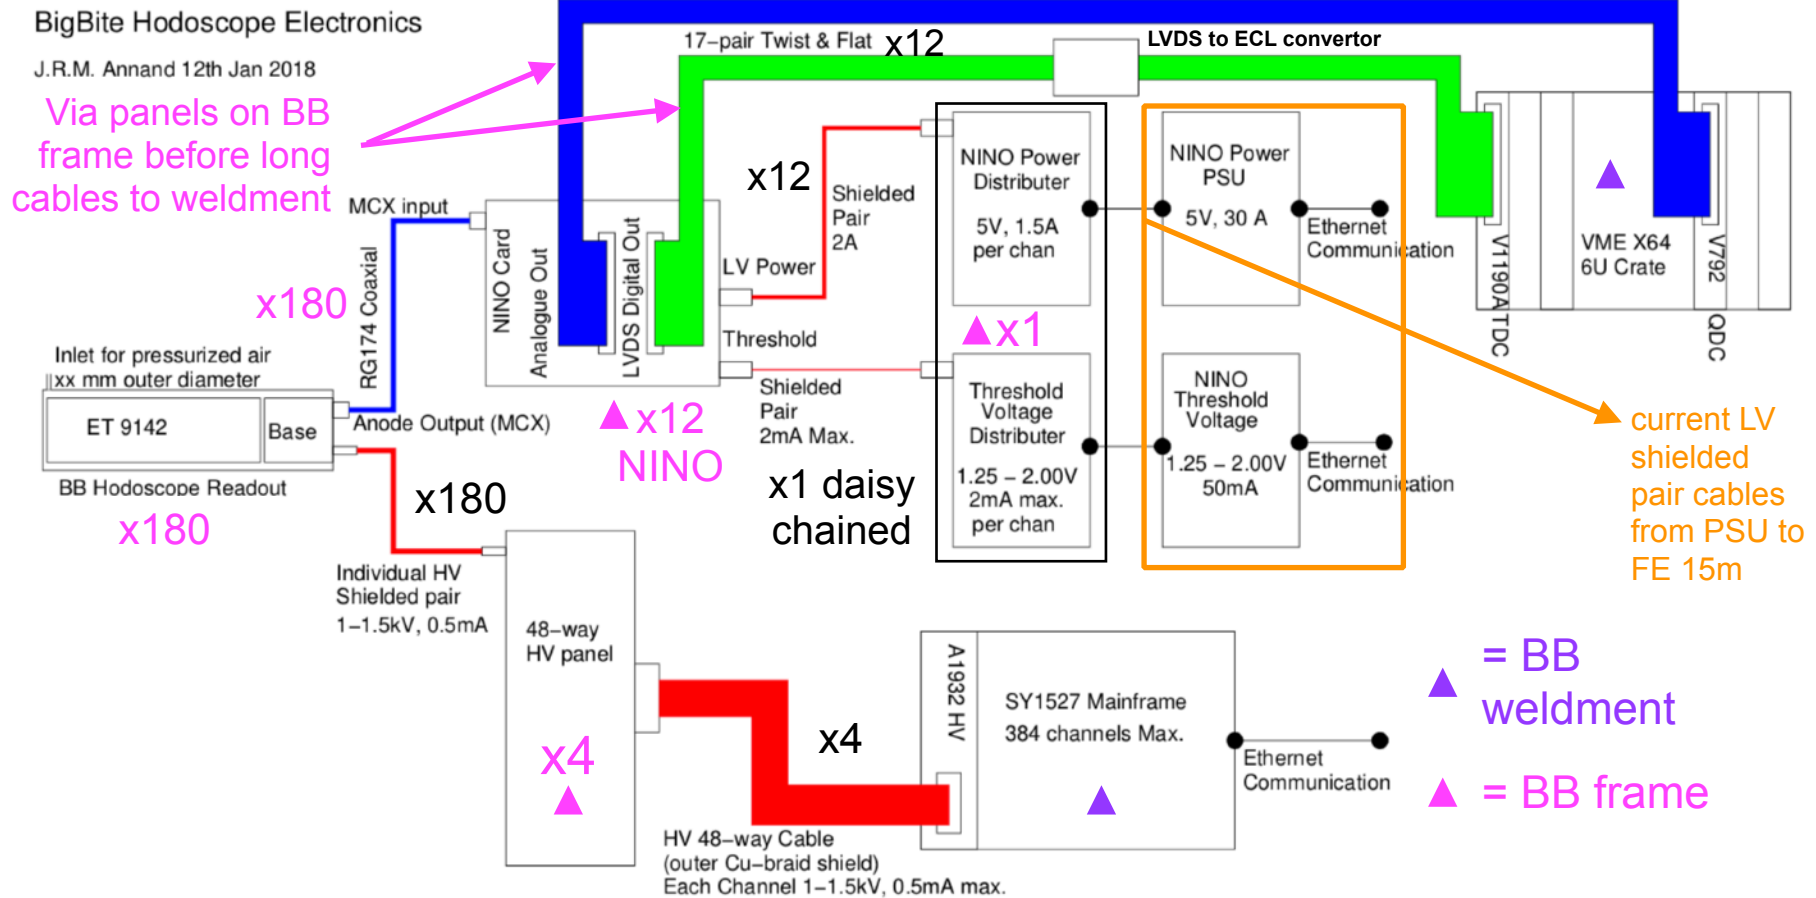 BigBite Hodoscope Electronics
J.R.M. Annand 12th Jan 2018
Via panels on BB
frame before long
cables to weldment
17-pair Twist & Flat
x12
LVDS to ECL convertor
MCX input
RG174 Coaxial
x180
NINO Card
Analogue Out
LVDS Digital Out
LV Power
Threshold
x12
Shielded
Pair
2A
Shielded
Pair
2mA Max.
▲ x12
NINO
NINO Power
Distributer
5V, 1.5A
per chan
▲x1
Threshold
Voltage
Distributer
1.25 – 2.00V
2mA max.
per chan
x1 daisy
chained
NINO Power
PSU
5V, 30 A
Ethernet
Communication
NINO
Threshold
Voltage
1.25 – 2.00V
50mA
Ethernet
Communication
V1190A TDC
VME X64
6U Crate
V792 QDC
current LV
shielded
pair cables
from PSU to
FE 15m
Inlet for pressurized air
xx mm outer diameter
ET 9142
Base
Anode Output (MCX)
BB Hodoscope Readout
x180
x180
Individual HV
Shielded pair
1–1.5kV, 0.5mA
48-way
HV panel
x4
x4
HV 48-way Cable
(outer Cu-braid shield)
Each Channel 1–1.5kV, 0.5mA max.
A1932 HV
SY1527 Mainframe
384 channels Max.
Ethernet
Communication
▲ = BB
weldment
▲ = BB frame